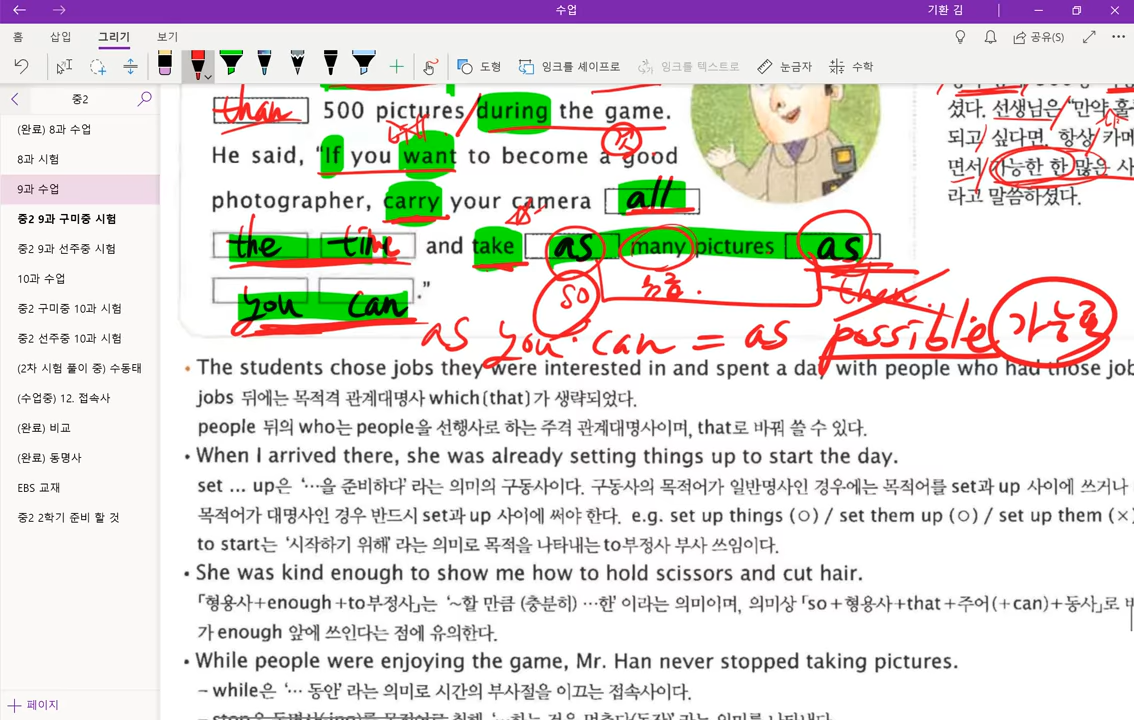 수업
기환 김
홈 삽입 그리기 보기
공유(S)
도형 잉크를 셰이프로 잉크를 텍스트로 눈금자 수학
중2
(완료) 8과 수업
8과 시험
9과 수업
중2 9과 구미중 시험
중2 9과 선주중 시험
10과 수업
중2 구미중 10과 시험
중2 선주중 10과 시험
(2차 시험 풀이 중) 수동태
(수업중) 12. 접속사
(완료) 비교
(완료) 동명사
EBS 교재
중2 2학기 준비 할 것
페이지
than 500 pictures during the game.
He said, “If you want to become a good
photographer, carry your camera all
the time and take as many pictures as
you can .”
so than
as you can = as possible 가능한
셨다. 선생님은 “만약 훌
되고 싶다면, 항상 카메
면서 가능한 한 많은 사
라고 말씀하셨다.
• The students chose jobs they were interested in and spent a day with people who had those job
jobs 뒤에는 목적격 관계대명사 which(that)가 생략되었다.
people 뒤의 who는 people을 선행사로 하는 주격 관계대명사이며, that로 바꿔 쓸 수 있다.
• When I arrived there, she was already setting things up to start the day.
set … up은 ‘…을 준비하다’ 라는 의미의 구동사이다. 구동사의 목적어가 일반명사인 경우에는 목적어를 set과 up 사이에 쓰거나
목적어가 대명사인 경우 반드시 set과 up 사이에 써야 한다. e.g. set up things (○) / set them up (○) / set up them (×)
to start는 ‘시작하기 위해’ 라는 의미로 목적을 나타내는 to부정사 부사 쓰임이다.
• She was kind enough to show me how to hold scissors and cut hair.
「형용사+enough+to부정사」는 ‘~할 만큼 (충분히) …한’ 이라는 의미이며, 의미상 「so+형용사+that+주어(+can)+동사」로
가 enough 앞에 쓰인다는 점에 유의한다.
• While people were enjoying the game, Mr. Han never stopped taking pictures.
– while은 ‘… 동안’ 라는 의미로 시간의 부사절을 이끄는 접속사이다.